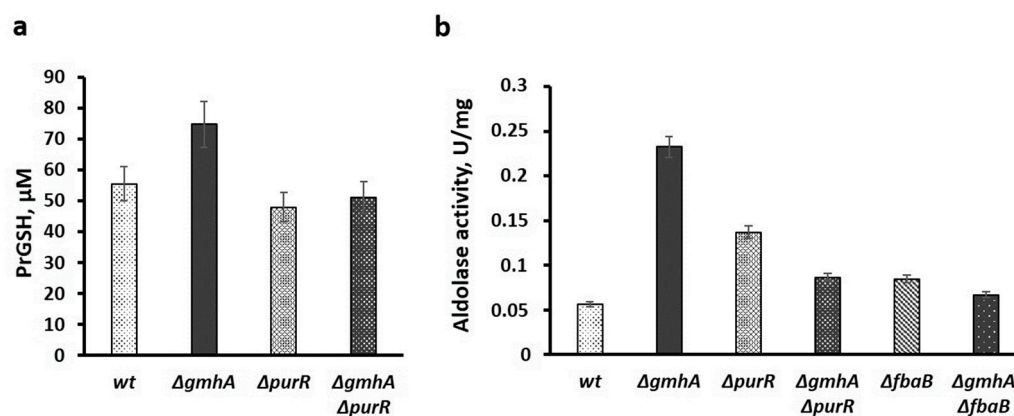 a
90
80
70
60
50
40
30
20
10
0
PrGSH, µM
wt
ΔgmhA
ΔpurR
ΔgmhA
ΔpurR
b
0.3
0.25
0.2
0.15
0.1
0.05
0
Aldolase activity, U/mg
wt
ΔgmhA
ΔpurR
ΔgmhA
ΔpurR
ΔfbaB
ΔgmhA
ΔfbaB